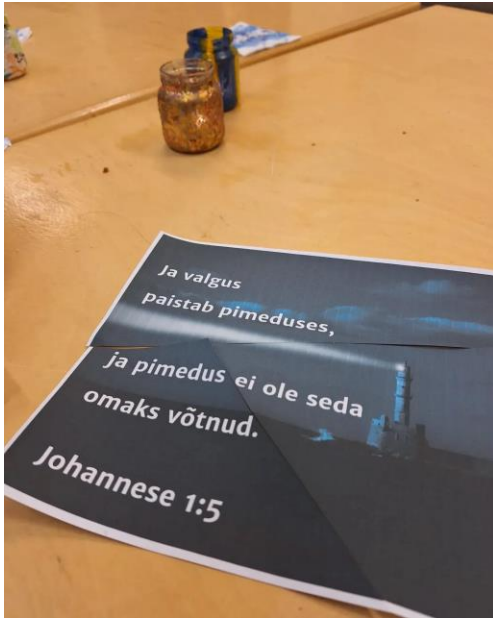 Ja valgus
paistab pimeduses,
ja pimedus ei ole seda
omaks võtnud.
Johannese 1:5